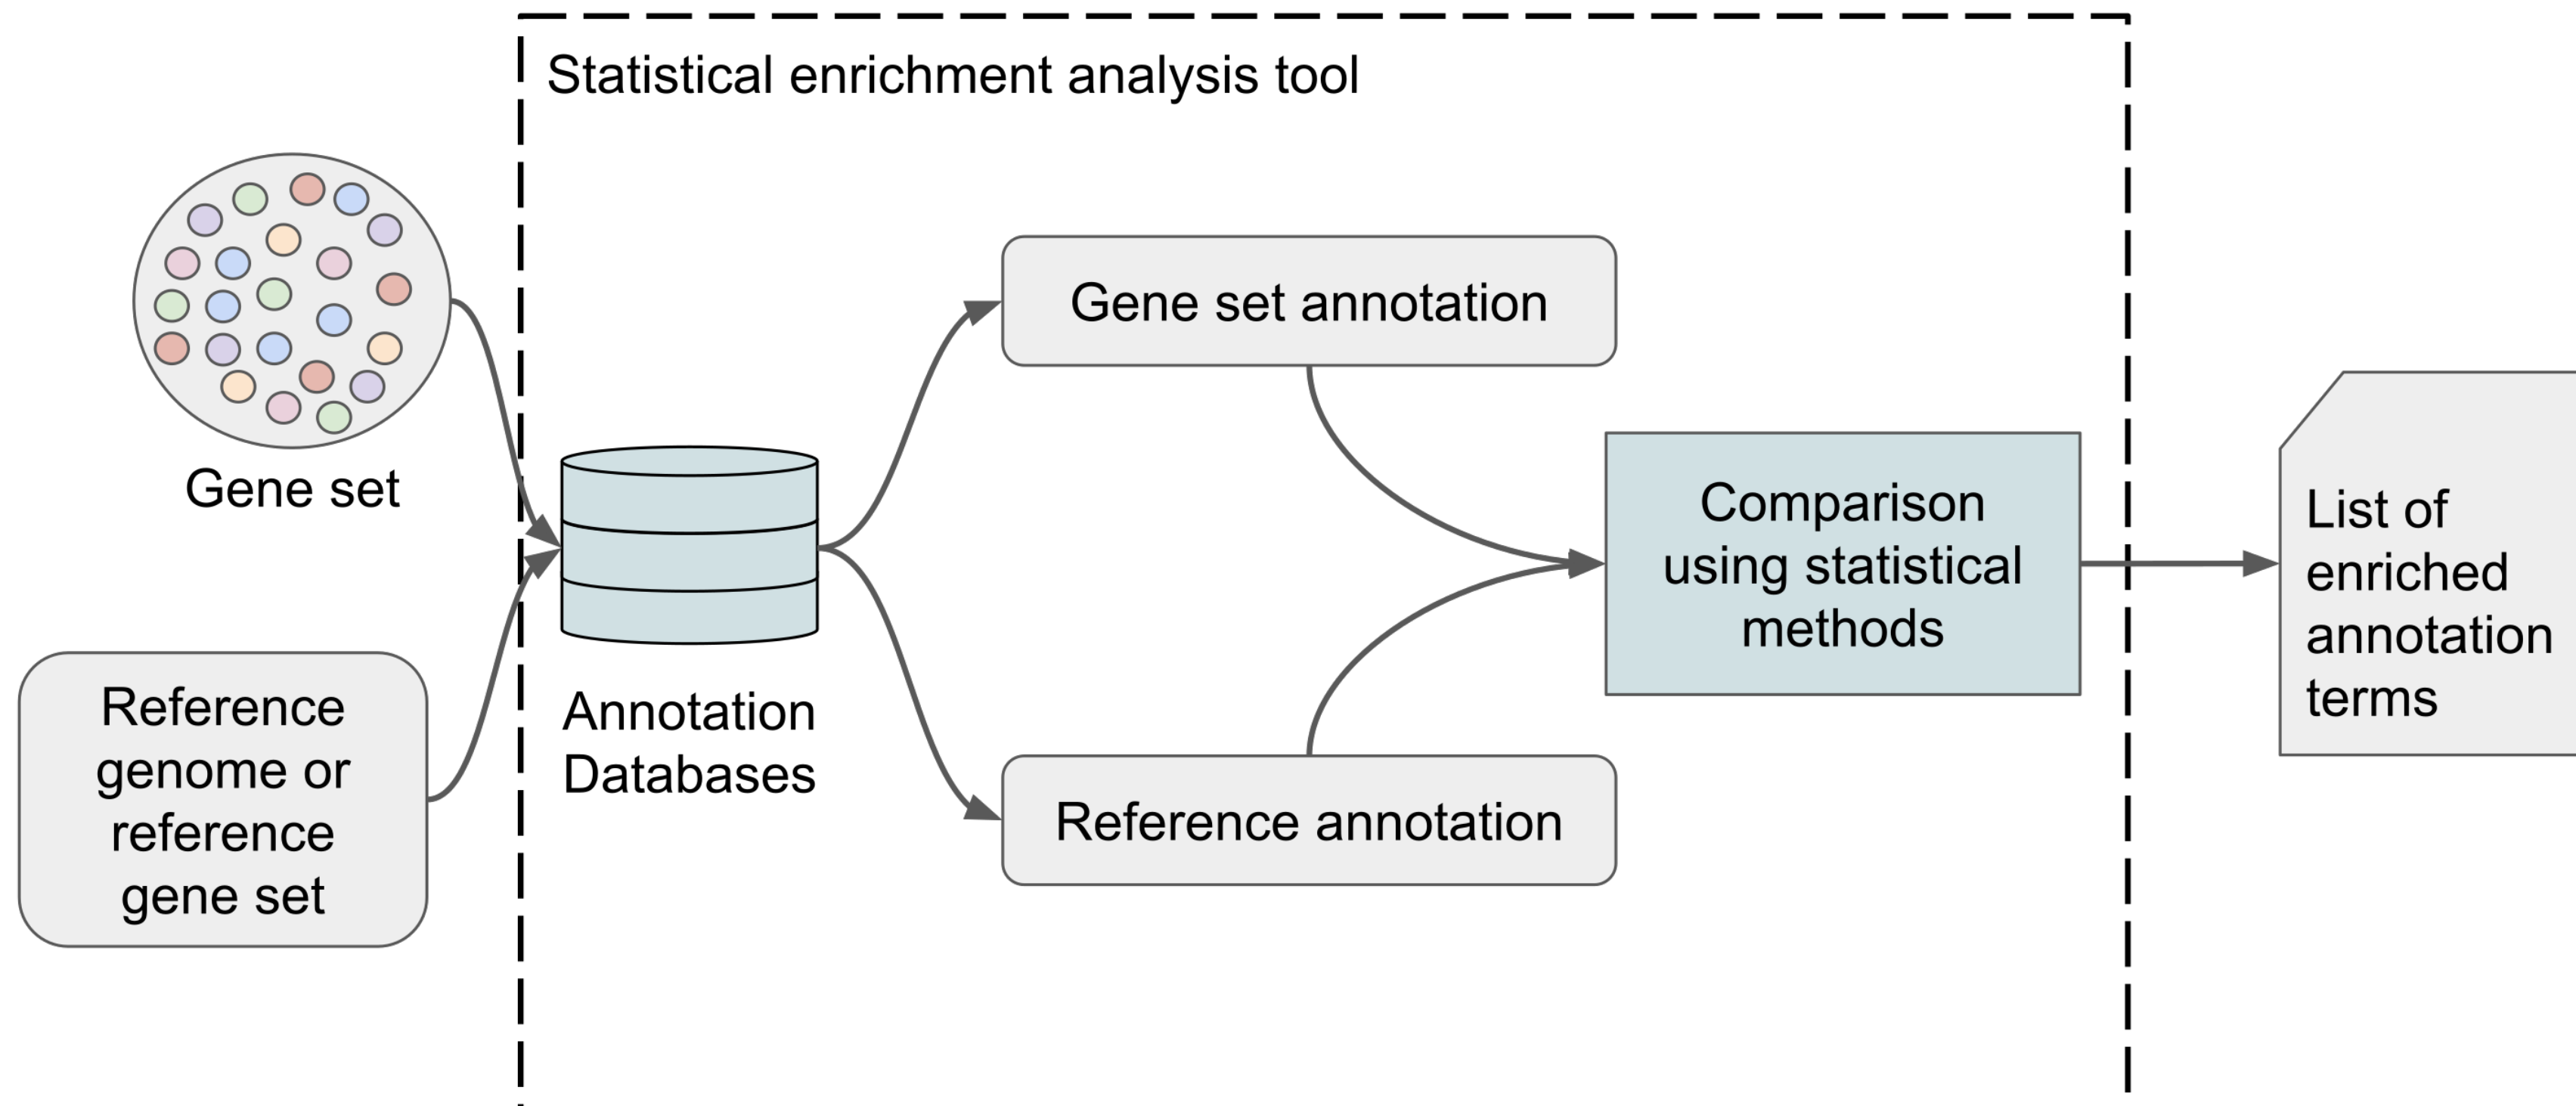 Statistical enrichment analysis tool
Gene set
Reference
genome or
reference
gene set
Annotation
Databases
Gene set annotation
Reference annotation
Comparison
using statistical
methods
List of
enriched
annotation
terms